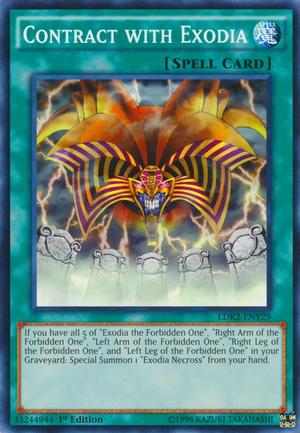 CONTRACT WITH EXODIA
[SPELL CARD]
LDK2-ENY29
If you have all 5 of "Exodia the Forbidden One", "Right Arm of the
Forbidden One", "Left Arm of the Forbidden One", "Right Leg of
the Forbidden One", and "Left Leg of the Forbidden One" in your
Graveyard: Special Summon 1 "Exodia Necross" from your hand.
33244944 1st Edition
©1996 KAZUKI TAKAHASHI